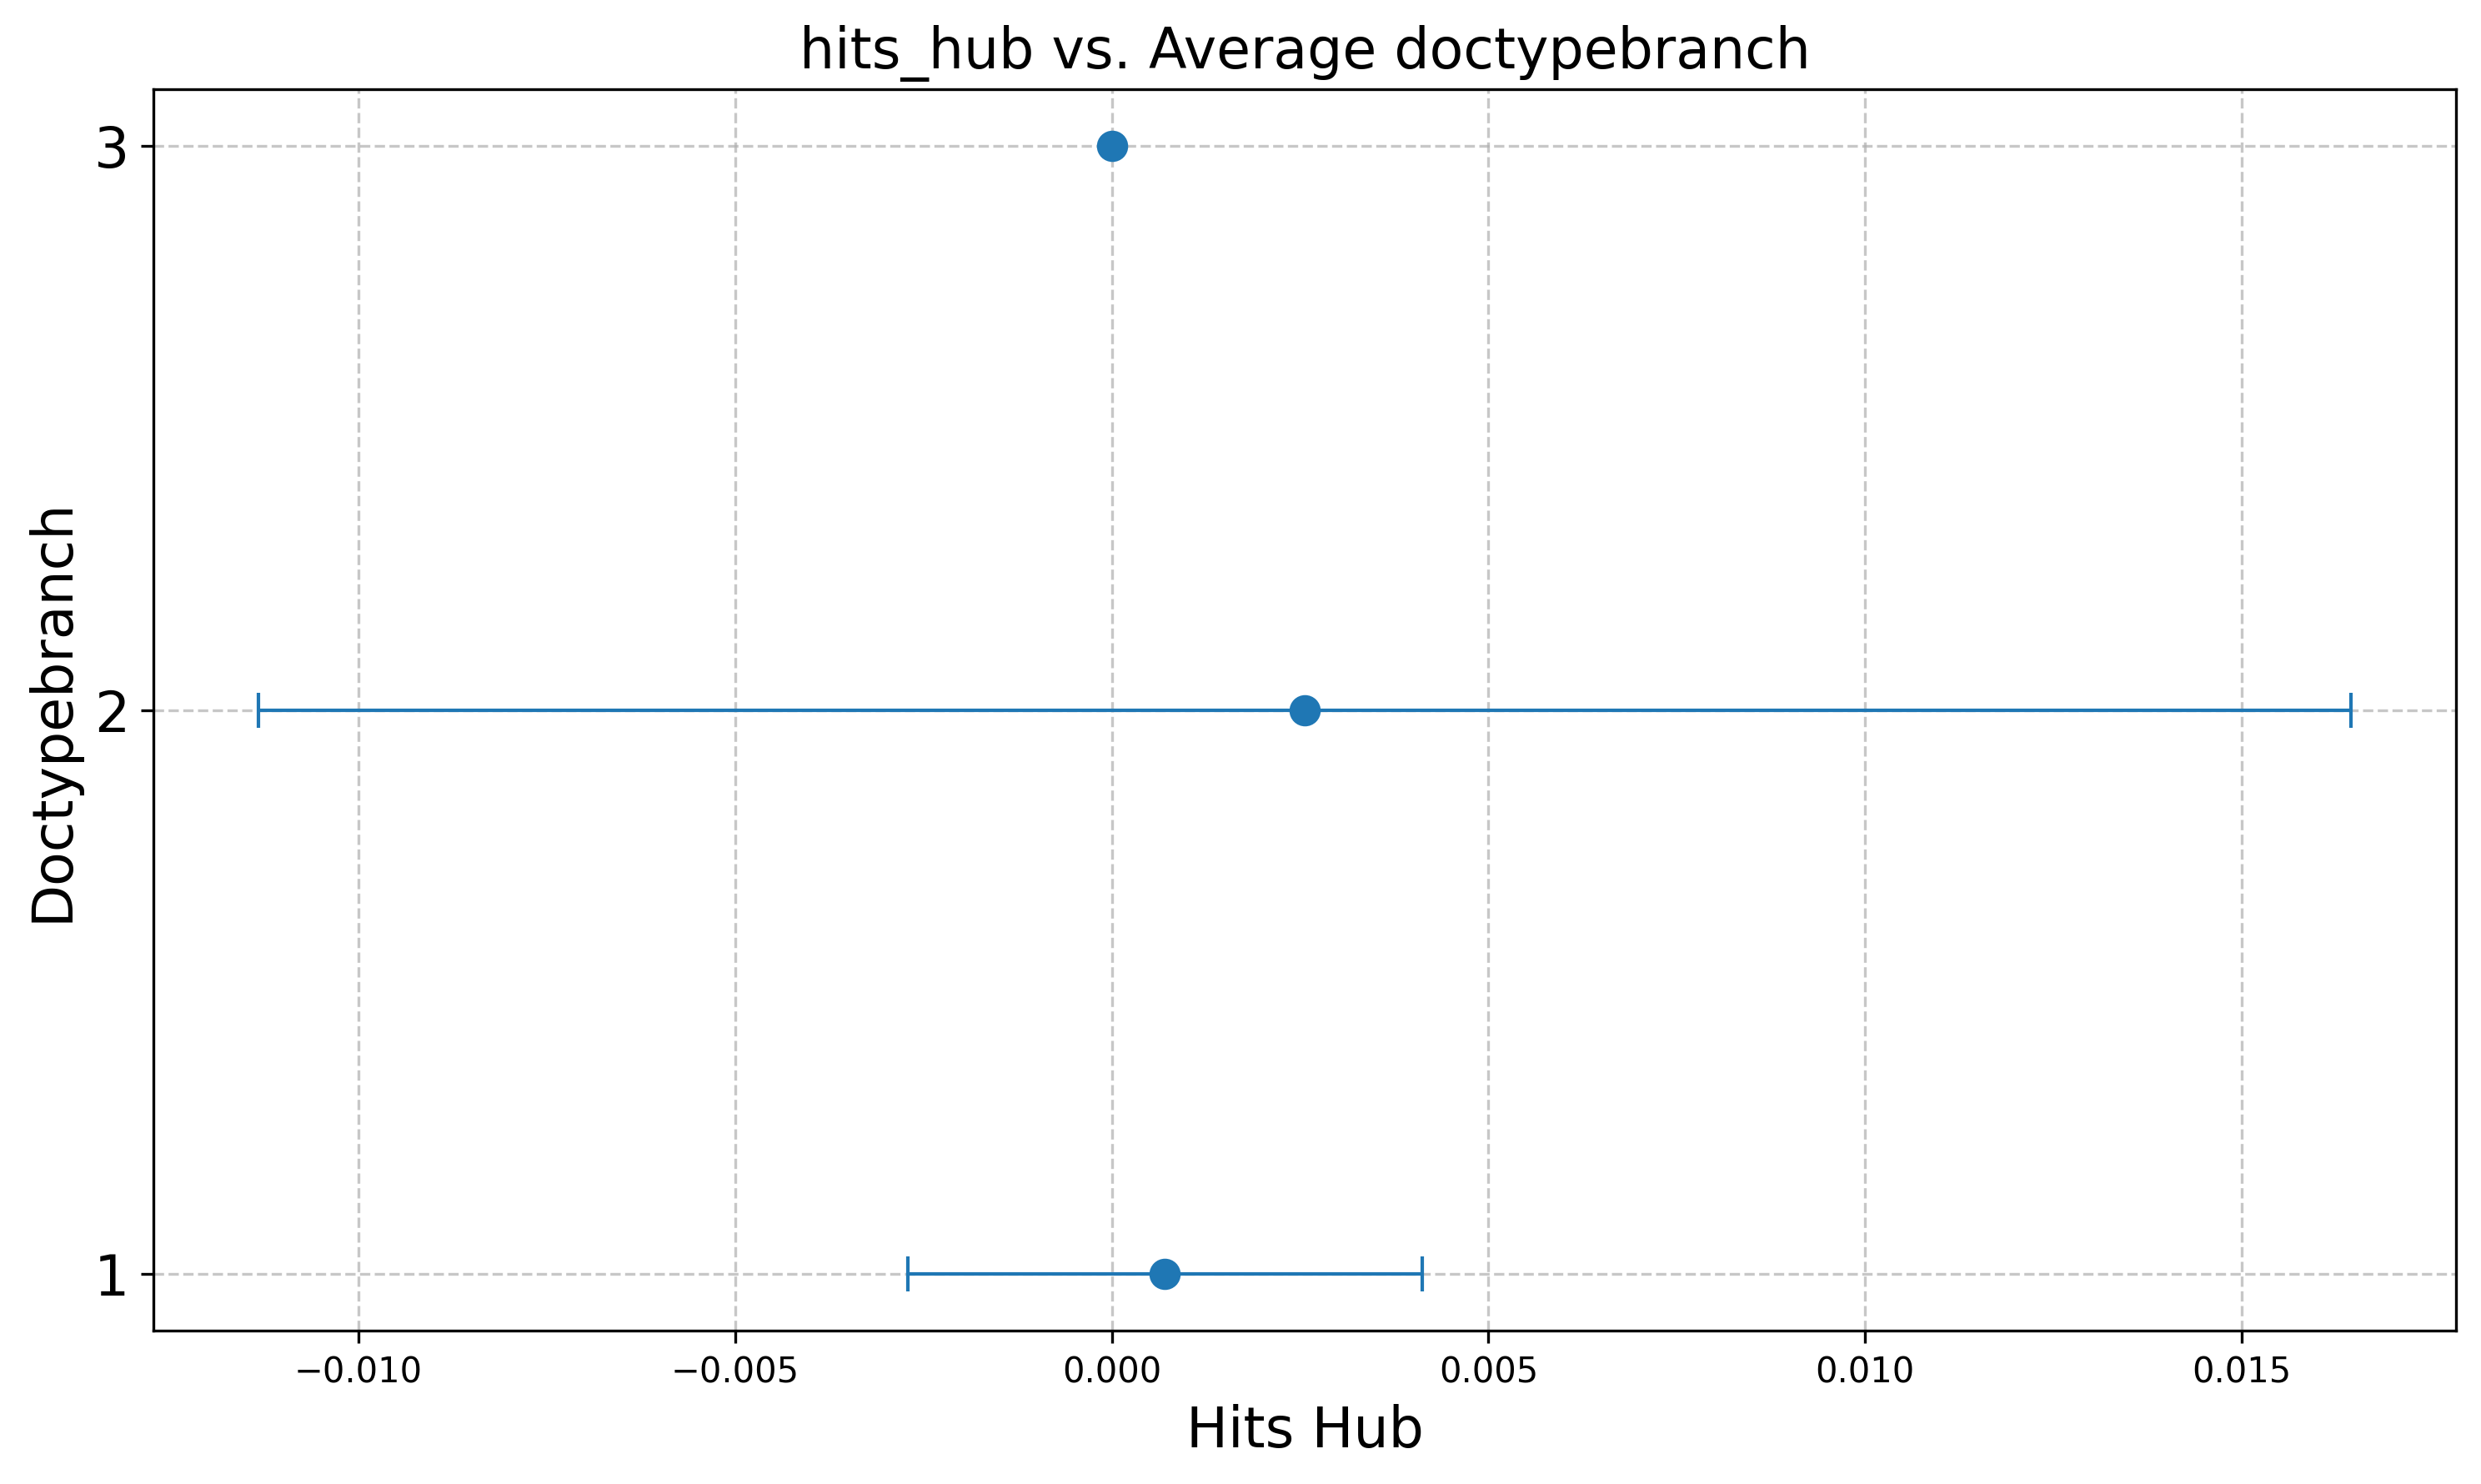 hits_hub vs. Average doctypebranch
3
2
1
Doctypebranch
−0.010 −0.005 0.000 0.005 0.010 0.015
Hits Hub